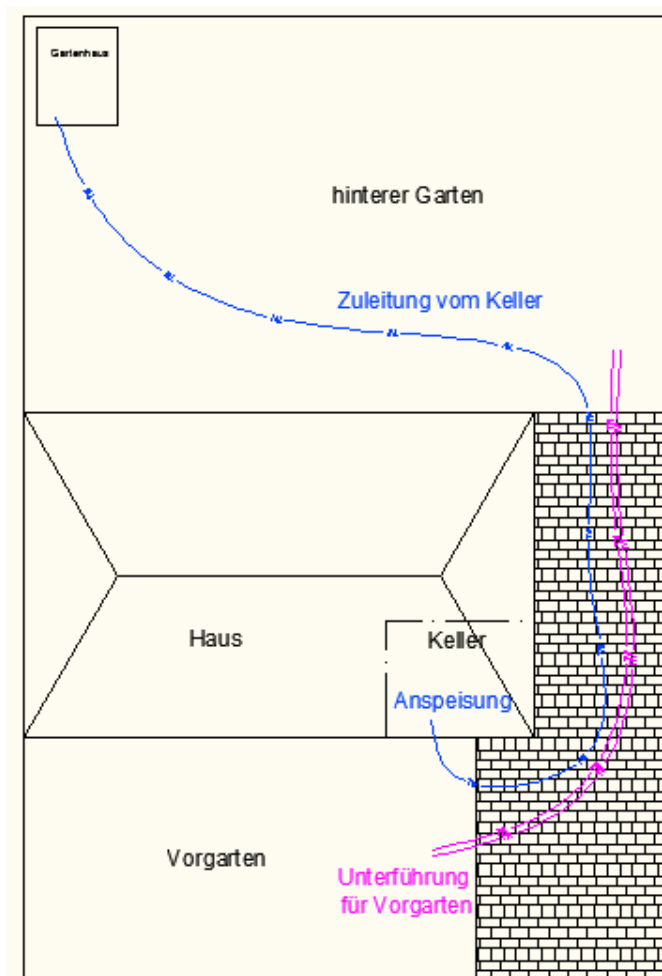 Gartenhaus
hinterer Garten
Zuleitung vom Keller
Haus
Keller
Anspeisung
Vorgarten
Unterführung
für Vorgarten